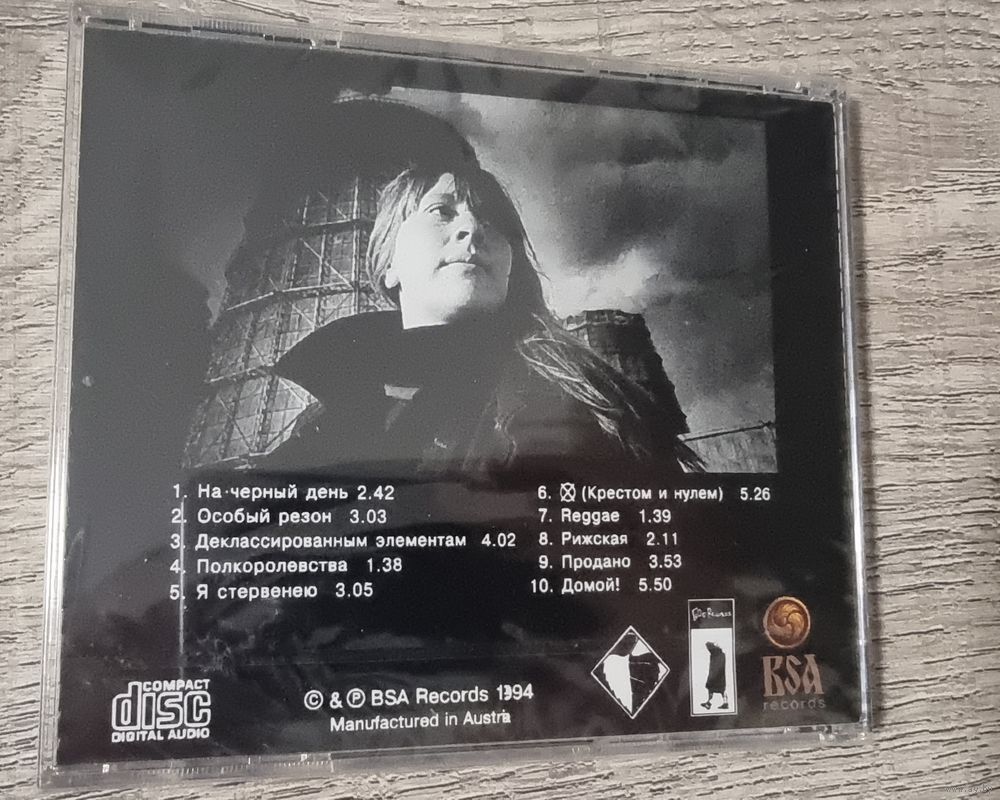 1. На черный день 2.42
2. Особый резон 3.03
3. Деклассированным элементам 4.02
4. Полкоролевства 1.38
5. Я стервенею 3.05
6. ☒ (Крестом и нулем) 5.26
7. Reggae 1.39
8. Рижская 2.11
9. Продано 3.53
10. Домой! 5.50
COMPACT
disc
DIGITAL AUDIO
© & ℗ BSA Records 1994
Manufactured in Austria
BSA
records